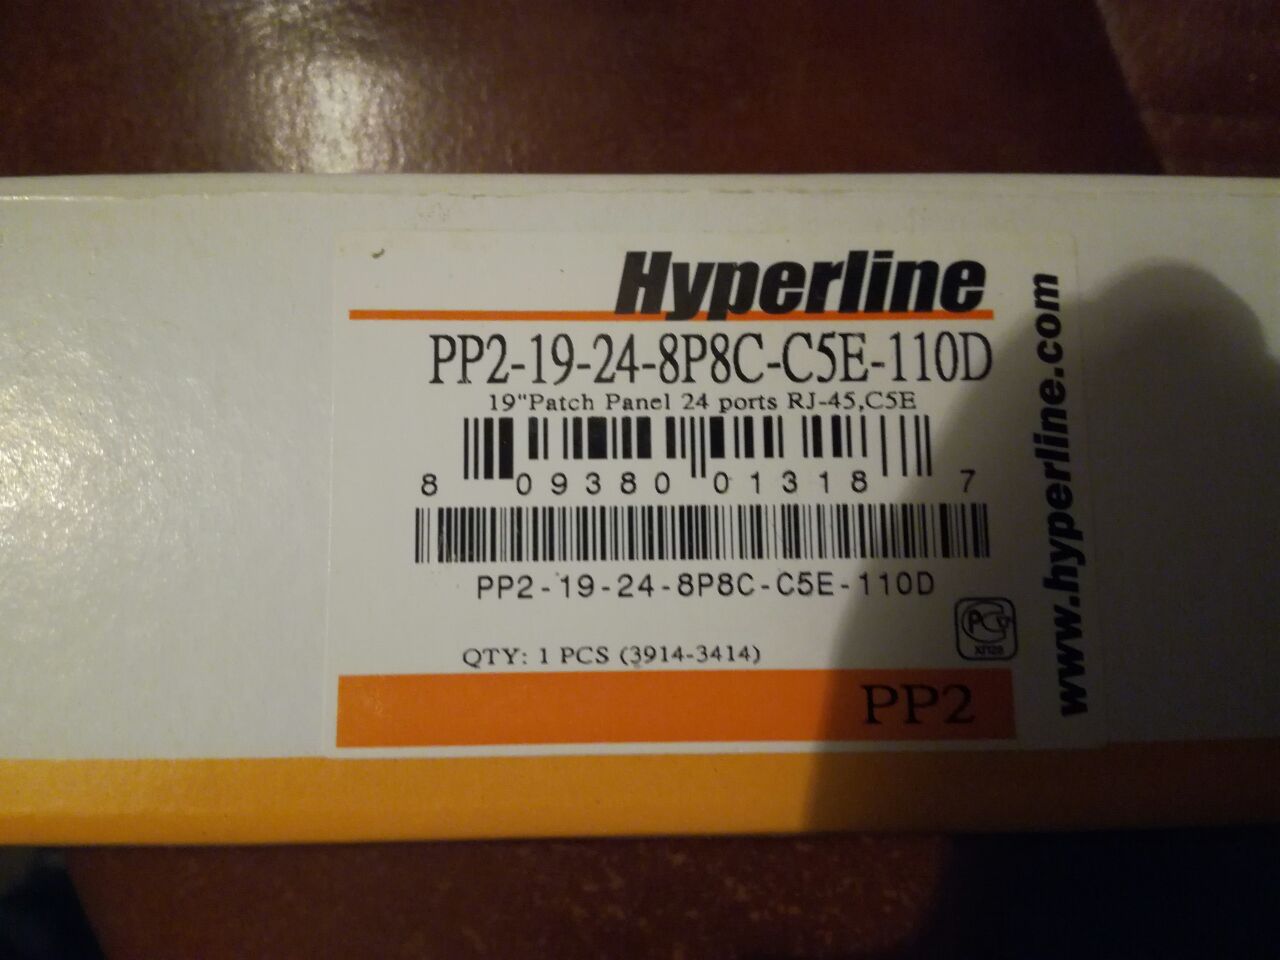 Hyperline
PP2-19-24-8P8C-C5E-110D
19"Patch Panel 24 ports RJ-45,C5E
8 09380 01318 7
PP2-19-24-8P8C-C5E-110D
QTY: 1 PCS (3914-3414)
PP2
www.hyperline.com